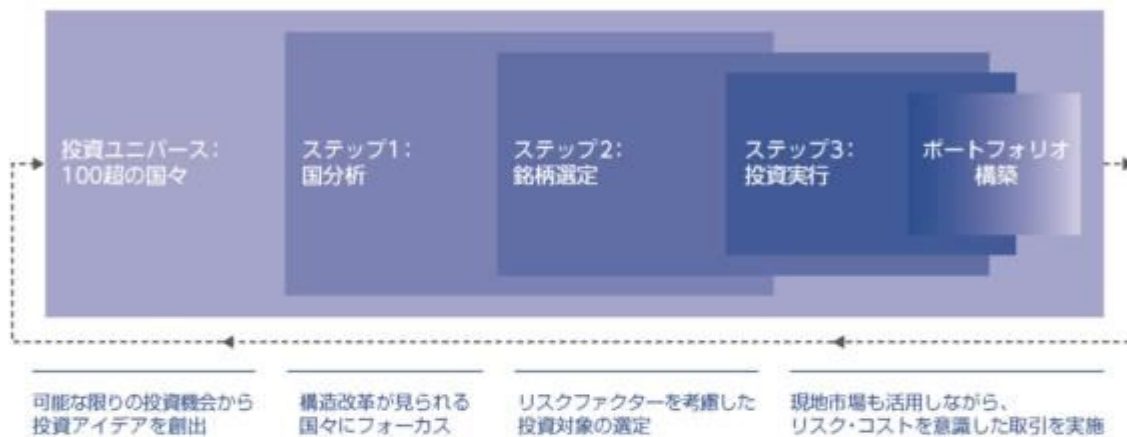 投資ユニバース：
100超の国々
ステップ1：
国分析
ステップ2：
銘柄選定
ステップ3：
投資実行
ポートフォリオ
構築
可能な限りの投資機会から
投資アイデアを創出
構造改革が見られる
国々にフォーカス
リスクファクターを考慮した
投資対象の選定
現地市場も活用しながら、
リスク・コストを意識した取引を実施